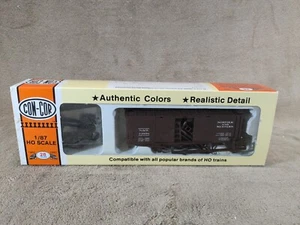 CON-COR
1/87
HO SCALE
★Authentic Colors ★Realistic Detail
Compatible with all popular brands of HO trains